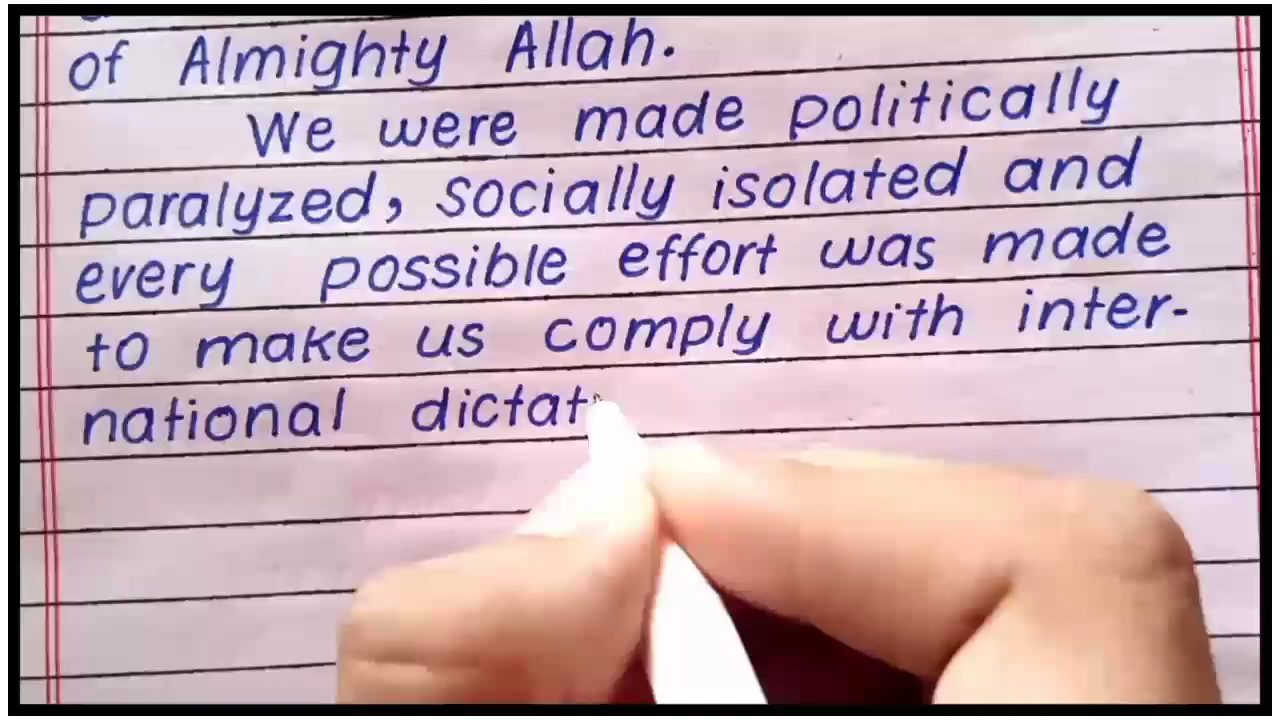 of Almighty Allah.
We were made politically
paralyzed, socially isolated and
every possible effort was made
to make us comply with inter-
national dictat